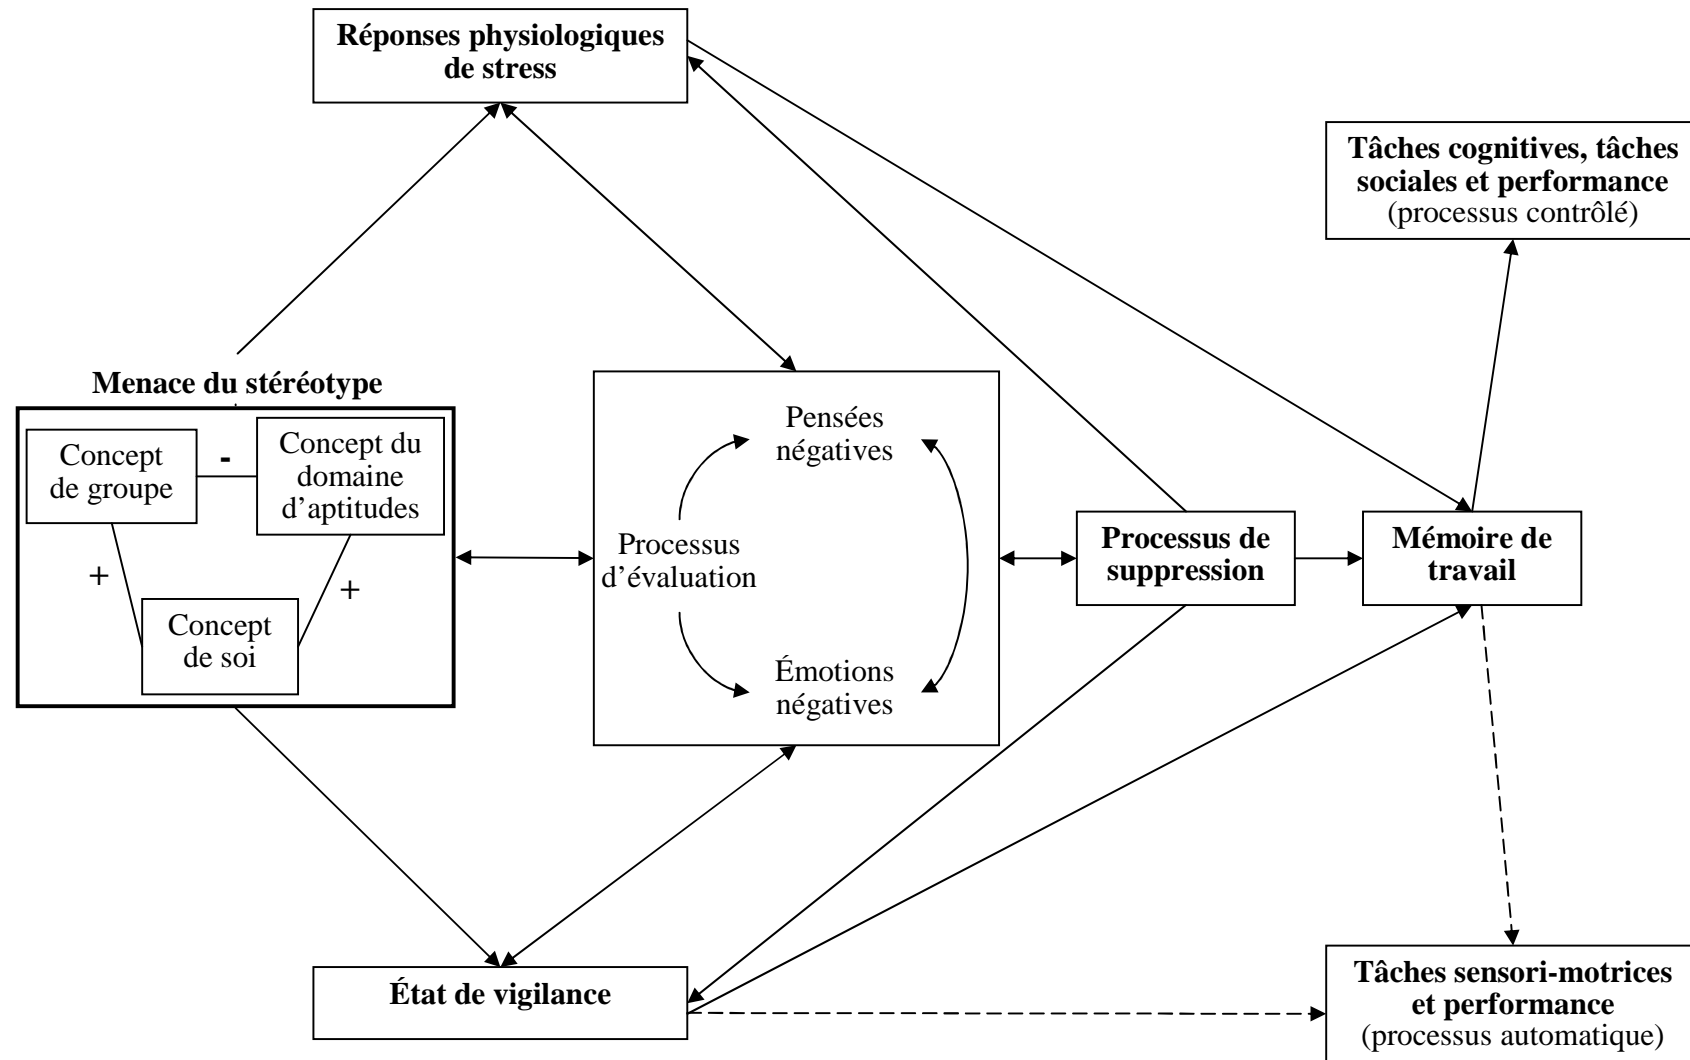 Réponses physiologiques
de stress
Tâches cognitives, tâches
sociales et performance
(processus contrôlé)
Menace du stéréotype
Concept
de groupe
-
Concept du
domaine
d’aptitudes
+
+
Concept
de soi
Pensées
négatives
Processus
d’évaluation
Émotions
négatives
Processus de
suppression
Mémoire de
travail
État de vigilance
Tâches sensori-motrices
et performance
(processus automatique)